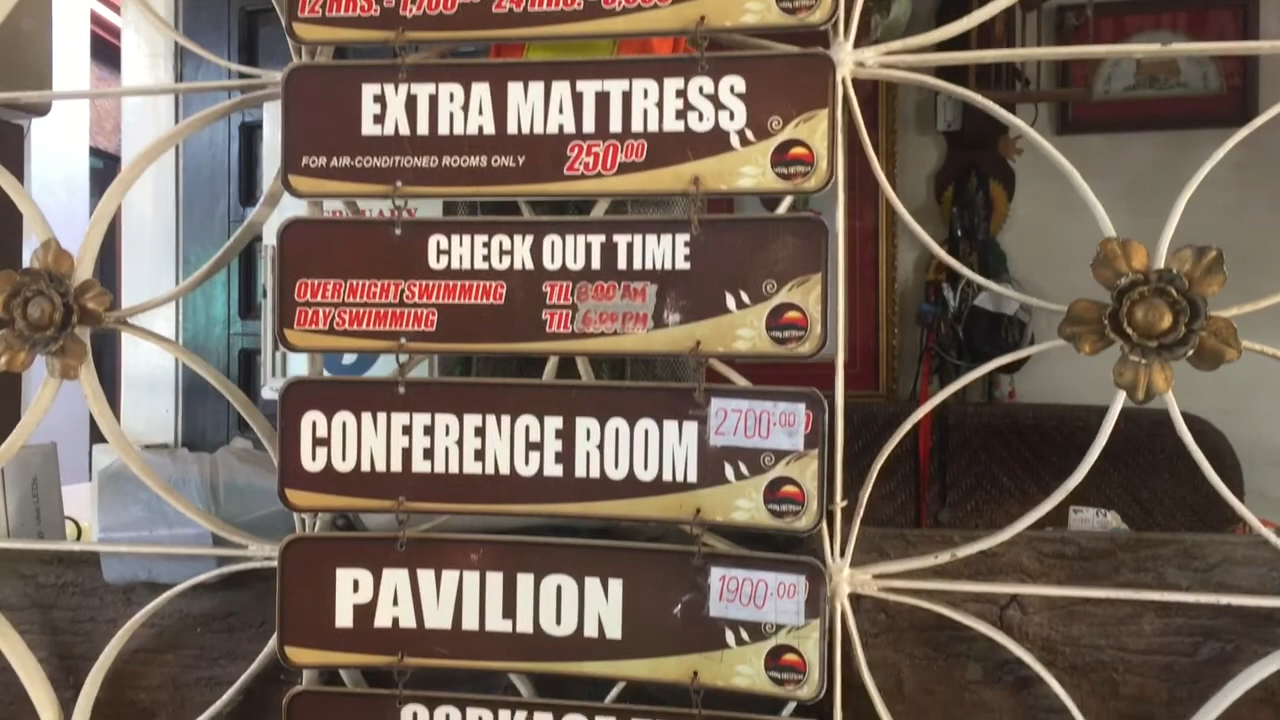 12 HRS. - 1,700.00 24 HRS. - 3,000
EXTRA MATTRESS
FOR AIR-CONDITIONED ROOMS ONLY 250.00
CHECK OUT TIME
OVER NIGHT SWIMMING 'TIL 8:00 AM
DAY SWIMMING 'TIL 6:00 PM
CONFERENCE ROOM 2700.00
PAVILION 1900.00